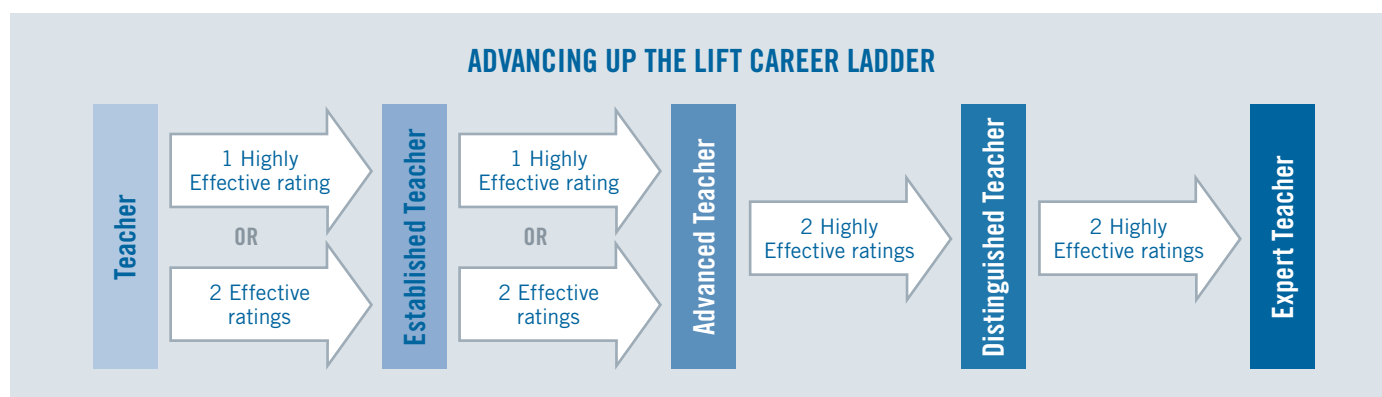 ADVANCING UP THE LIFT CAREER LADDER
Teacher
1 Highly
Effective rating
OR
2 Effective
ratings
Established Teacher
1 Highly
Effective rating
OR
2 Effective
ratings
Advanced Teacher
2 Highly
Effective ratings
Distinguished Teacher
2 Highly
Effective ratings
Expert Teacher